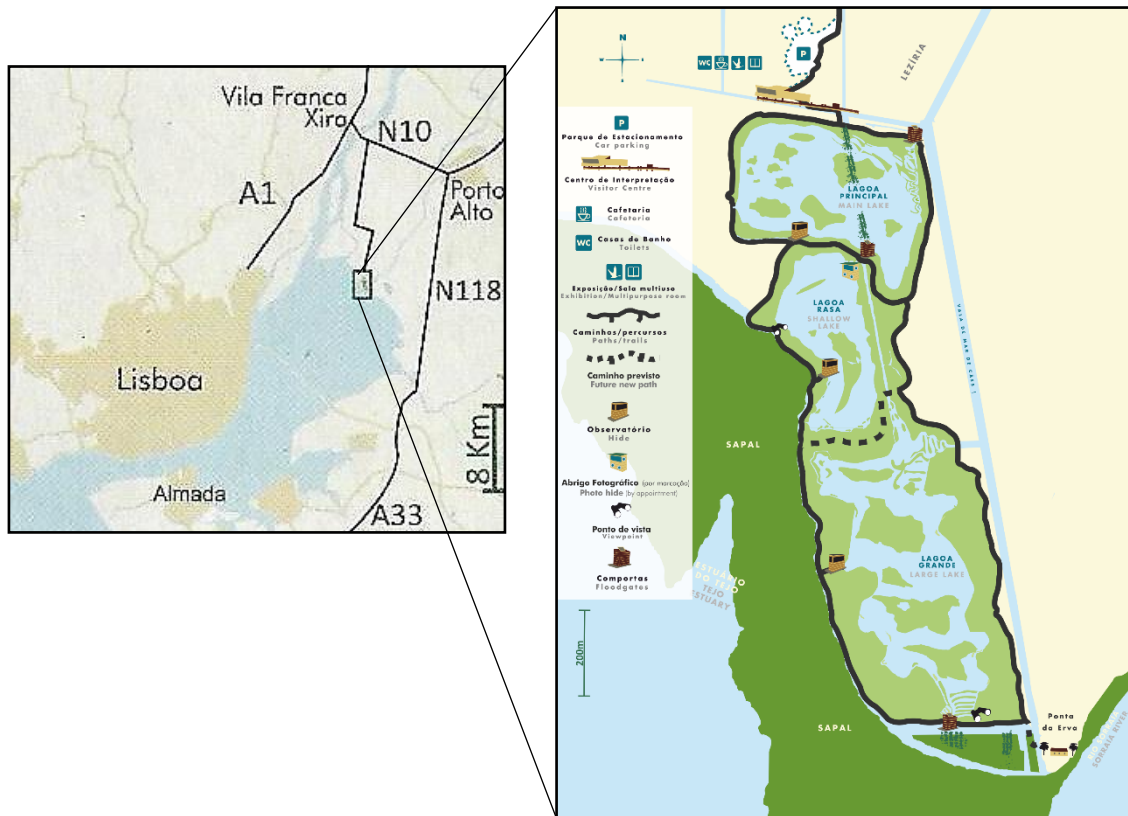 Vila Franca
Xira
N10
A1
Porto
Alto
N118
Lisboa
8 Km
Almada
A33
N
W
E
S
P
WC
LEZÍRIA
P
Parque de Estacionamento
Car parking
Centro de Interpretação
Visitor Centre
Cafetaria
Cafeteria
WC
Casas de Banho
Toilets
Exposição/Sala multiuso
Exhibition/Multipurpose room
Caminhos/percursos
Paths/trails
Caminho previsto
Future new path
Observatório
Hide
Abrigo Fotográfico (por marcação)
Photo hide (by appointment)
Ponto de vista
Viewpoint
Comportas
Floodgates
LAGOA
PRINCIPAL
MAIN LAKE
LAGOA
RASA
SHALLOW
LAKE
SAPAL
LAGOA
GRANDE
LARGE LAKE
ESTUÁRIO
DO TEJO
TEJO
ESTUARY
200m
SAPAL
Ponta
da Erva
SORRAIA RIVER